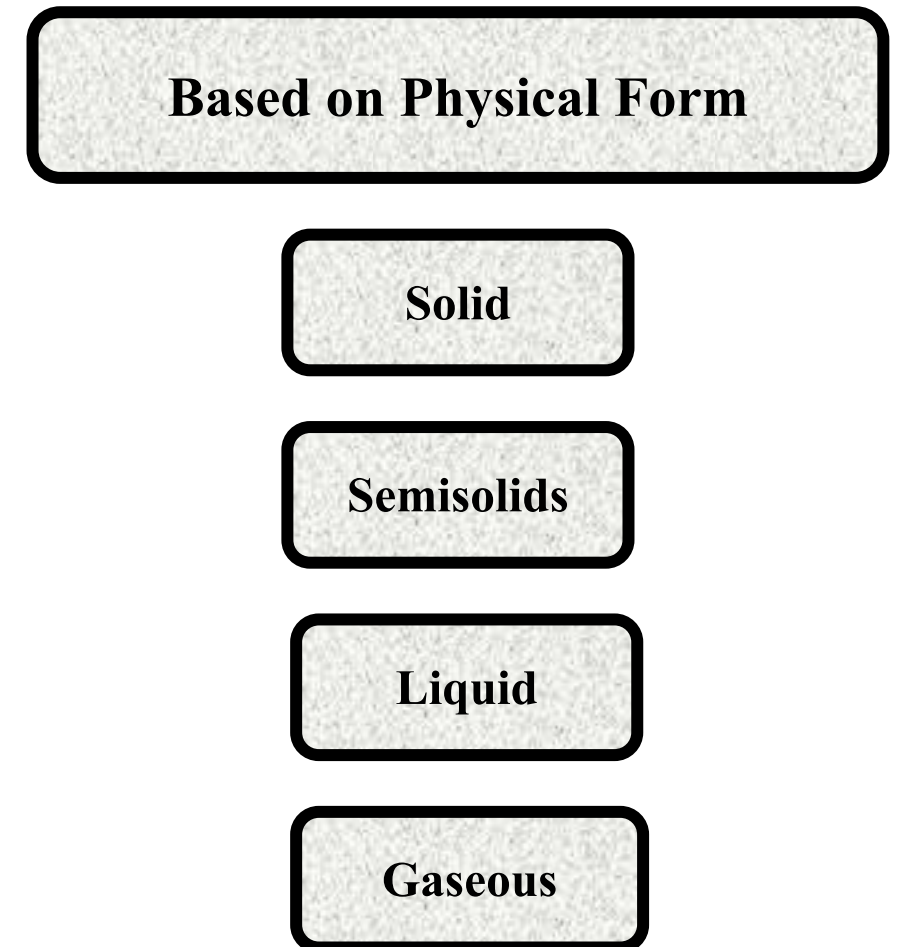 Based on Physical Form
Solid
Semisolids
Liquid
Gaseous